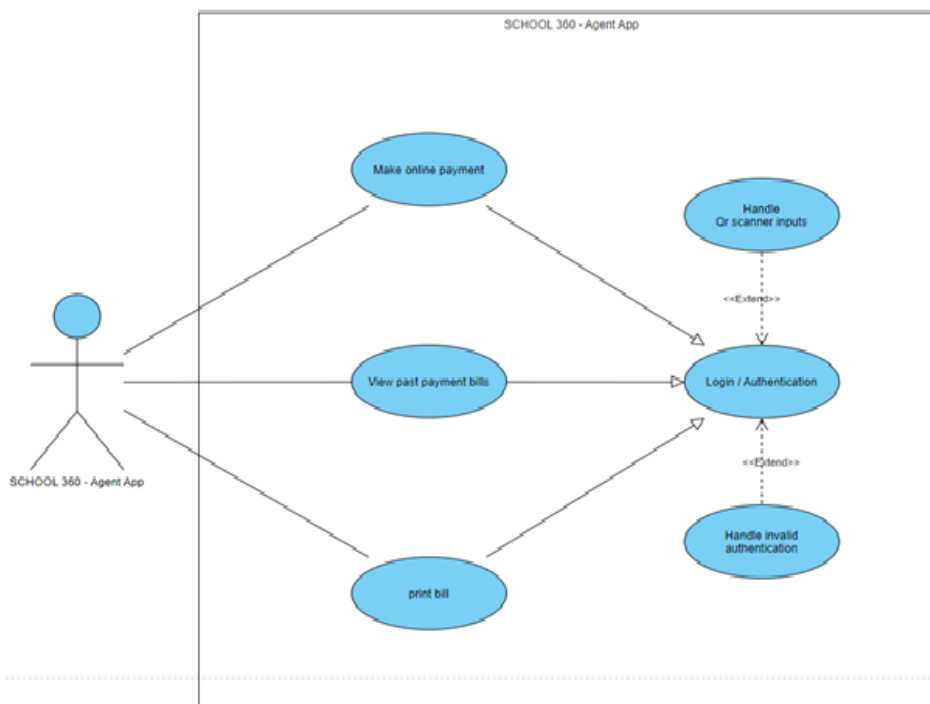 SCHOOL 360 - Agent App
Make online payment
Handle
Qr scanner inputs
<<Extend>>
View past payment bills
Login / Authentication
<<Extend>>
SCHOOL 360 - Agent App
Handle invalid
authentication
print bill